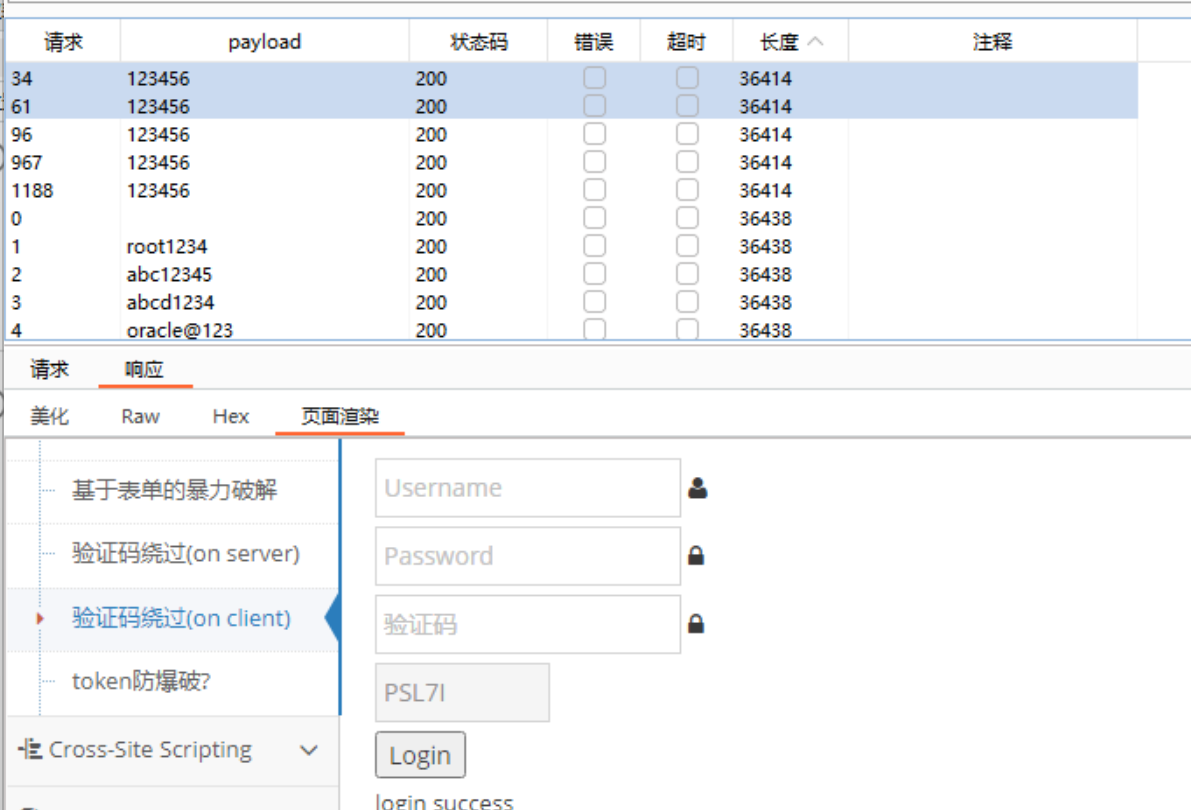 请求 payload 状态码 错误 超时 长度 注释
34 123456 200 36414
61 123456 200 36414
96 123456 200 36414
967 123456 200 36414
1188 123456 200 36414
0 200 36438
1 root1234 200 36438
2 abc12345 200 36438
3 abcd1234 200 36438
4 oracle@123 200 36438
请求 响应
美化 Raw Hex 页面渲染
基于表单的暴力破解
验证码绕过(on server)
验证码绕过(on client)
token防爆破?
Cross-Site Scripting
Username
Password
验证码
PSL7I
Login
login success